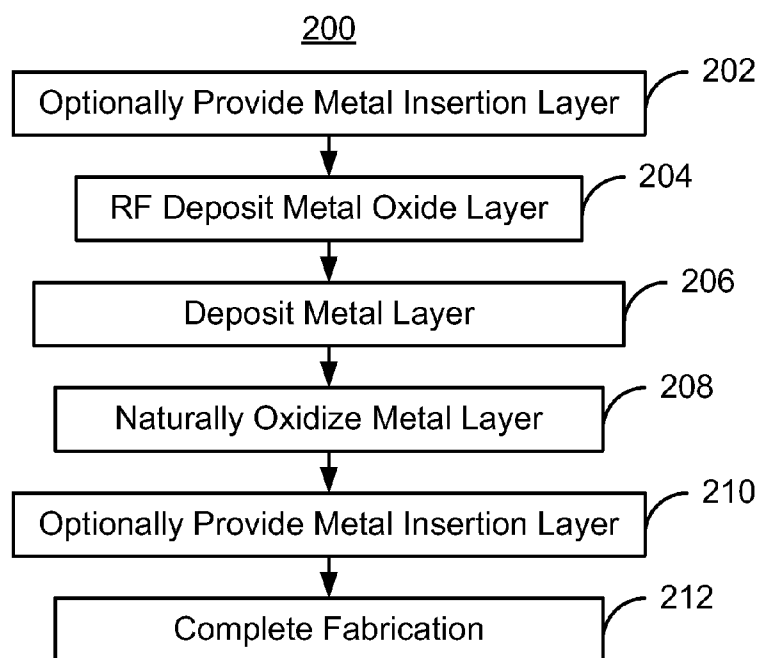 200
Optionally Provide Metal Insertion Layer
202
RF Deposit Metal Oxide Layer
204
Deposit Metal Layer
206
Naturally Oxidize Metal Layer
208
Optionally Provide Metal Insertion Layer
210
Complete Fabrication
212